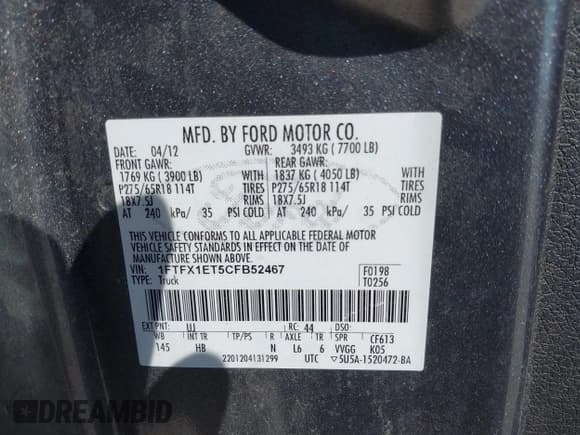 MFD. BY FORD MOTOR CO.
DATE: 04/12 GVWR: 3493 KG ( 7700 LB)
FRONT GAWR: REAR GAWR:
1769 KG ( 3900 LB) WITH 1837 KG ( 4050 LB) WITH
P275/65R18 114T TIRES P275/65R18 114T TIRES
18X7.5J RIMS 18X7.5J RIMS
AT 240 kPa/ 35 PSI COLD AT 240 kPa/ 35 PSI COLD
THIS VEHICLE CONFORMS TO ALL APPLICABLE FEDERAL MOTOR
VEHICLE SAFETY STANDARDS IN EFFECT ON THE DATE OF
MANUFACTURE SHOWN ABOVE.
VIN: 1FTFX1ET5CFB52467 F0198
TYPE: Truck T0256
EXT PNT: UJ RC: 44 DSO:
WB INT TR TP/PS R AXLE TR SPR CF613
145 HB N L6 6 VVGG K05
2201204131299 UTC 5U5A-1520472-BA
DREAMBID